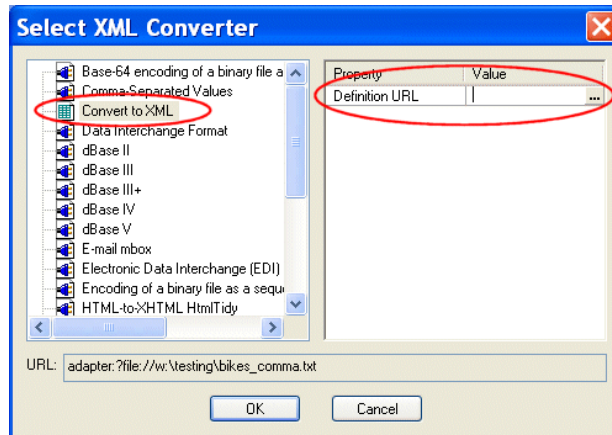 Select XML Converter
Base-64 encoding of a binary file a
Comma-Separated Values
Convert to XML
Data Interchange Format
dBase II
dBase III
dBase III+
dBase IV
dBase V
E-mail mbox
Electronic Data Interchange (EDI)
Encoding of a binary file as a sequ
HTML-to-XHTML HtmlTidy
Property Value
Definition URL ...
URL: adapter:?file://w:\testing\bikes_comma.txt
OK Cancel